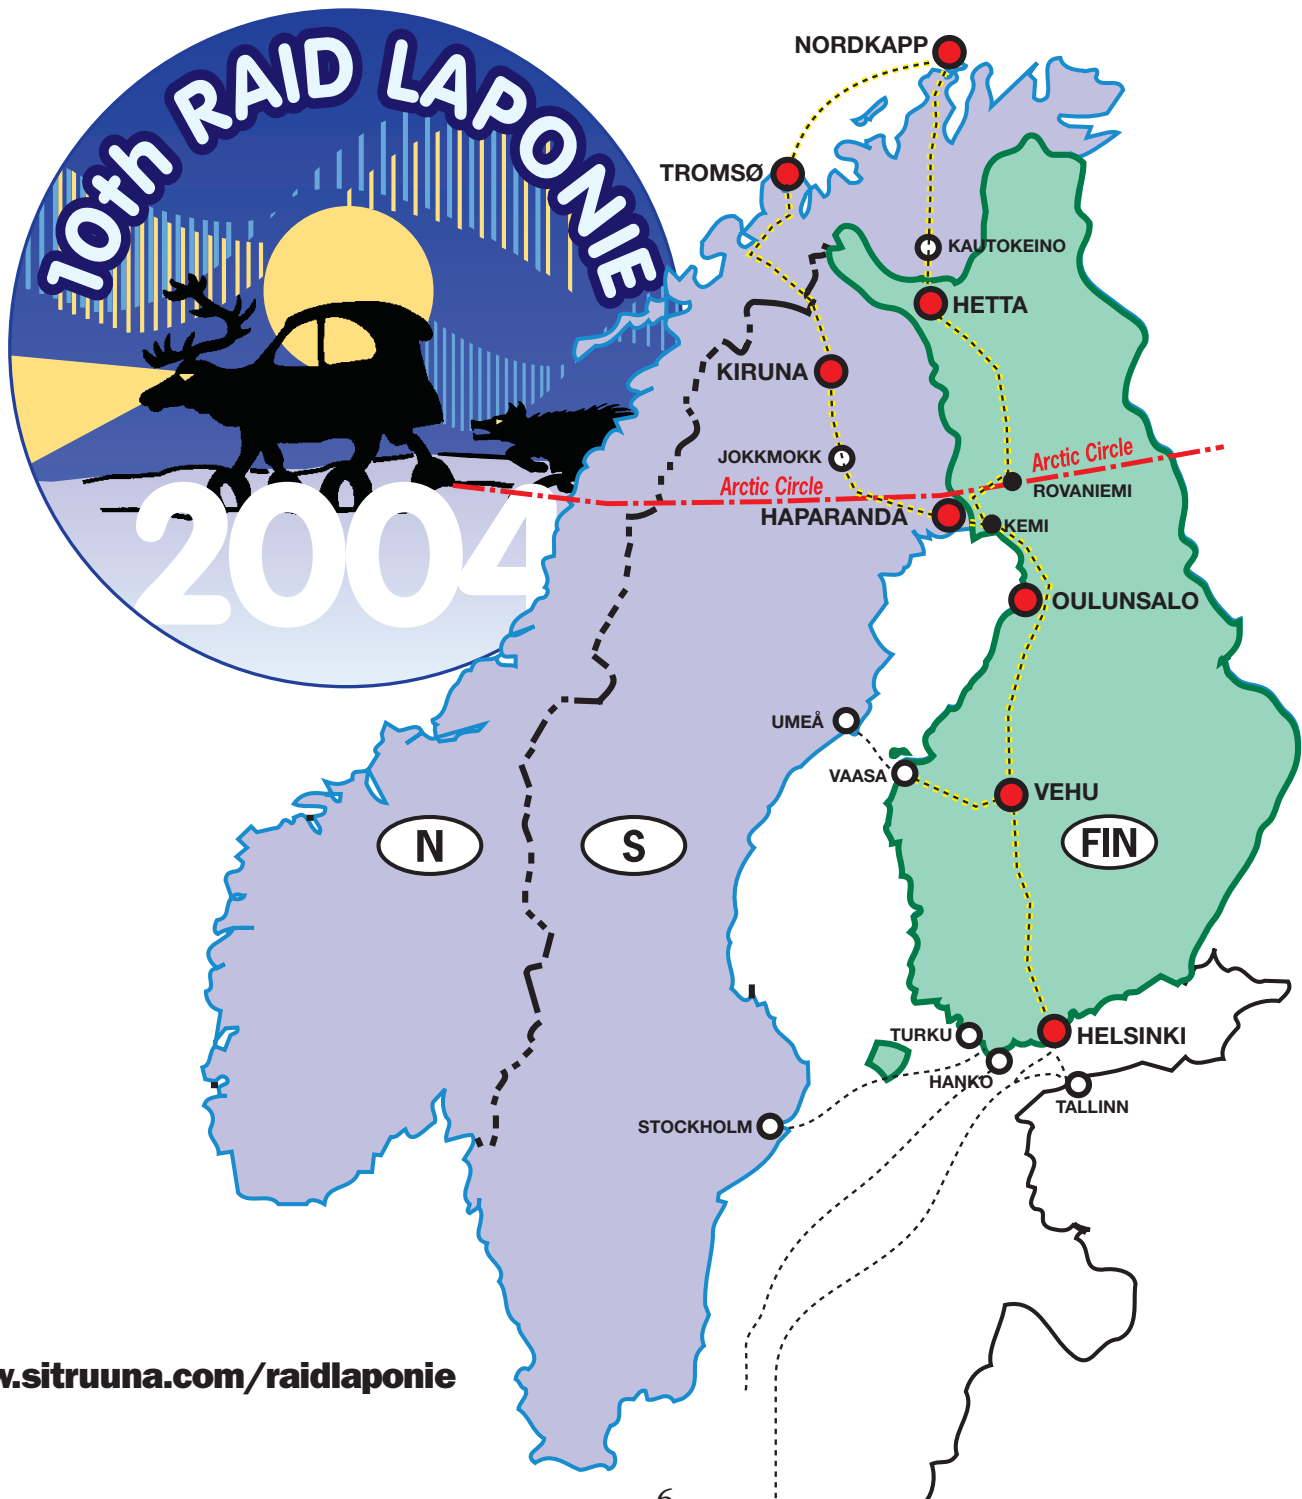 10th RAID LAPONIE
2004
NORDKAPP
TROMSØ
KAUTOKEINO
HETTA
KIRUNA
JOKKMOKK
Arctic Circle
Arctic Circle
ROVANIEMI
HAPARANDA
KEMI
OULUNSALO
UMEÅ
VAASA
VEHU
N
S
FIN
TURKU
HELSINKI
HANKO
TALLINN
STOCKHOLM
w.sitruuna.com/raidlaponie
6